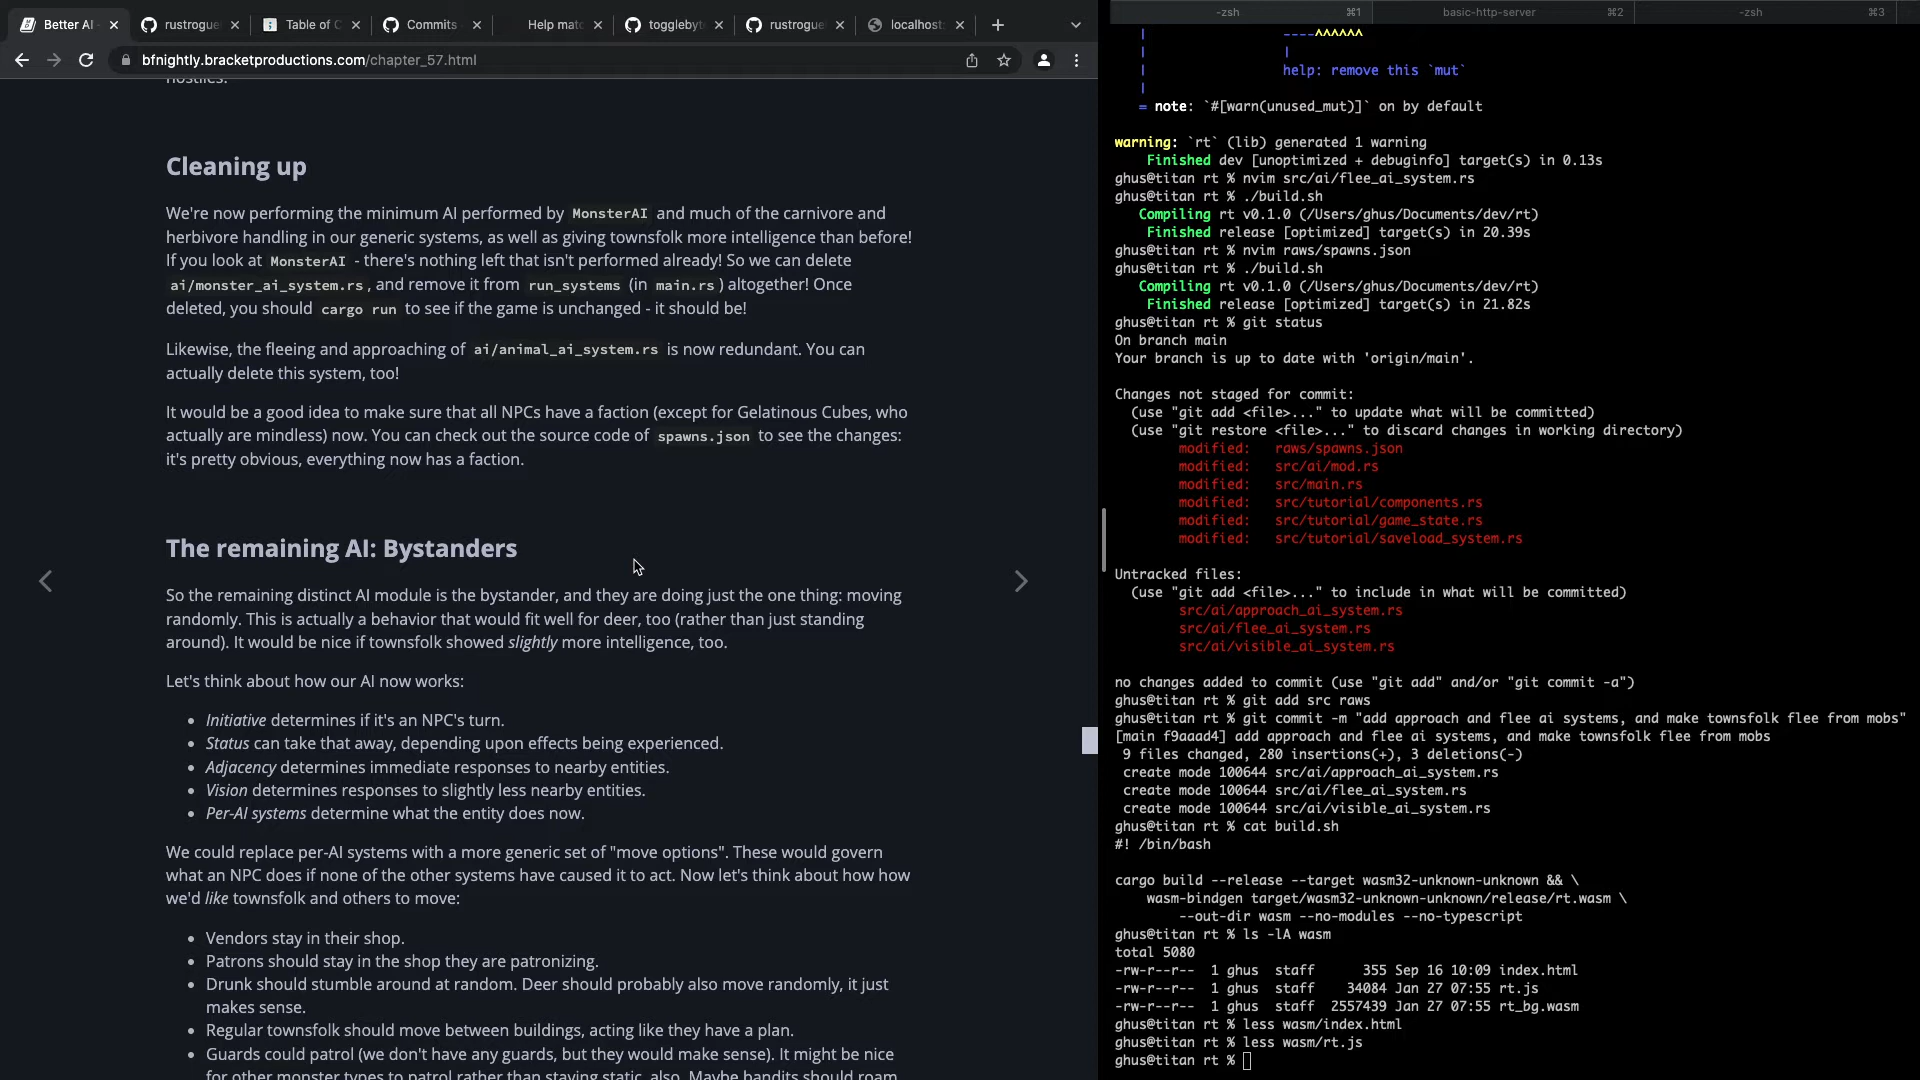 Better AI
rustrogue
Table of C
Commits
Help mat
toggleby
rustrogue
localhost:
bfnightly.bracketproductions.com/chapter_57.html
hostiles.
Cleaning up
We're now performing the minimum AI performed by MonsterAI and much of the carnivore and
herbivore handling in our generic systems, as well as giving townsfolk more intelligence than before!
If you look at MonsterAI - there's nothing left that isn't performed already! So we can delete
ai/monster_ai_system.rs, and remove it from run_systems (in main.rs) altogether! Once
deleted, you should cargo run to see if the game is unchanged - it should be!
Likewise, the fleeing and approaching of ai/animal_ai_system.rs is now redundant. You can
actually delete this system, too!
It would be a good idea to make sure that all NPCs have a faction (except for Gelatinous Cubes, who
actually are mindless) now. You can check out the source code of spawns.json to see the changes:
it's pretty obvious, everything now has a faction.
The remaining AI: Bystanders
So the remaining distinct AI module is the bystander, and they are doing just the one thing: moving
randomly. This is actually a behavior that would fit well for deer, too (rather than just standing
around). It would be nice if townsfolk showed slightly more intelligence, too.
Let's think about how our AI now works:
• Initiative determines if it's an NPC's turn.
• Status can take that away, depending upon effects being experienced.
• Adjacency determines immediate responses to nearby entities.
• Vision determines responses to slightly less nearby entities.
• Per-AI systems determine what the entity does now.
We could replace per-AI systems with a more generic set of "move options". These would govern
what an NPC does if none of the other systems have caused it to act. Now let's think about how how
we'd like townsfolk and others to move:
• Vendors stay in their shop.
• Patrons should stay in the shop they are patronizing.
• Drunk should stumble around at random. Deer should probably also move randomly, it just
makes sense.
• Regular townsfolk should move between buildings, acting like they have a plan.
• Guards could patrol (we don't have any guards, but they would make sense). It might be nice
for other monster types to patrol rather than staying static, also. Maybe bandits should roam
-zsh ⌘1 basic-http-server ⌘2 -zsh ⌘3
| ----^^^^^^
| |
| help: remove this `mut`
|
= note: `#[warn(unused_mut)]` on by default
warning: `rt` (lib) generated 1 warning
Finished dev [unoptimized + debuginfo] target(s) in 0.13s
ghus@titan rt % nvim src/ai/flee_ai_system.rs
ghus@titan rt % ./build.sh
Compiling rt v0.1.0 (/Users/ghus/Documents/dev/rt)
Finished release [optimized] target(s) in 20.39s
ghus@titan rt % nvim raws/spawns.json
ghus@titan rt % ./build.sh
Compiling rt v0.1.0 (/Users/ghus/Documents/dev/rt)
Finished release [optimized] target(s) in 21.82s
ghus@titan rt % git status
On branch main
Your branch is up to date with 'origin/main'.
Changes not staged for commit:
(use "git add <file>..." to update what will be committed)
(use "git restore <file>..." to discard changes in working directory)
modified: raws/spawns.json
modified: src/ai/mod.rs
modified: src/main.rs
modified: src/tutorial/components.rs
modified: src/tutorial/game_state.rs
modified: src/tutorial/saveload_system.rs
Untracked files:
(use "git add <file>..." to include in what will be committed)
src/ai/approach_ai_system.rs
src/ai/flee_ai_system.rs
src/ai/visible_ai_system.rs
no changes added to commit (use "git add" and/or "git commit -a")
ghus@titan rt % git add src raws
ghus@titan rt % git commit -m "add approach and flee ai systems, and make townsfolk flee from mobs"
[main f9aaad4] add approach and flee ai systems, and make townsfolk flee from mobs
9 files changed, 280 insertions(+), 3 deletions(-)
create mode 100644 src/ai/approach_ai_system.rs
create mode 100644 src/ai/flee_ai_system.rs
create mode 100644 src/ai/visible_ai_system.rs
ghus@titan rt % cat build.sh
#! /bin/bash
cargo build --release --target wasm32-unknown-unknown && \
wasm-bindgen target/wasm32-unknown-unknown/release/rt.wasm \
--out-dir wasm --no-modules --no-typescript
ghus@titan rt % ls -lA wasm
total 5080
-rw-r--r-- 1 ghus staff 355 Sep 16 10:09 index.html
-rw-r--r-- 1 ghus staff 34084 Jan 27 07:55 rt.js
-rw-r--r-- 1 ghus staff 2557439 Jan 27 07:55 rt_bg.wasm
ghus@titan rt % less wasm/index.html
ghus@titan rt % less wasm/rt.js
ghus@titan rt %